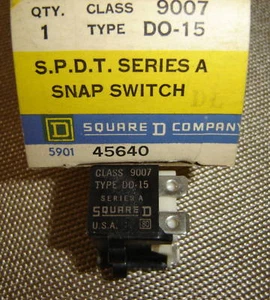 QTY. CLASS 9007
1 TYPE DO-15
S.P.D.T. SERIES A
SNAP SWITCH
D SQUARE D COMPANY
5901 45640
CLASS 9007
TYPE DO-15
SERIES A
SQUARE D
U.S.A.